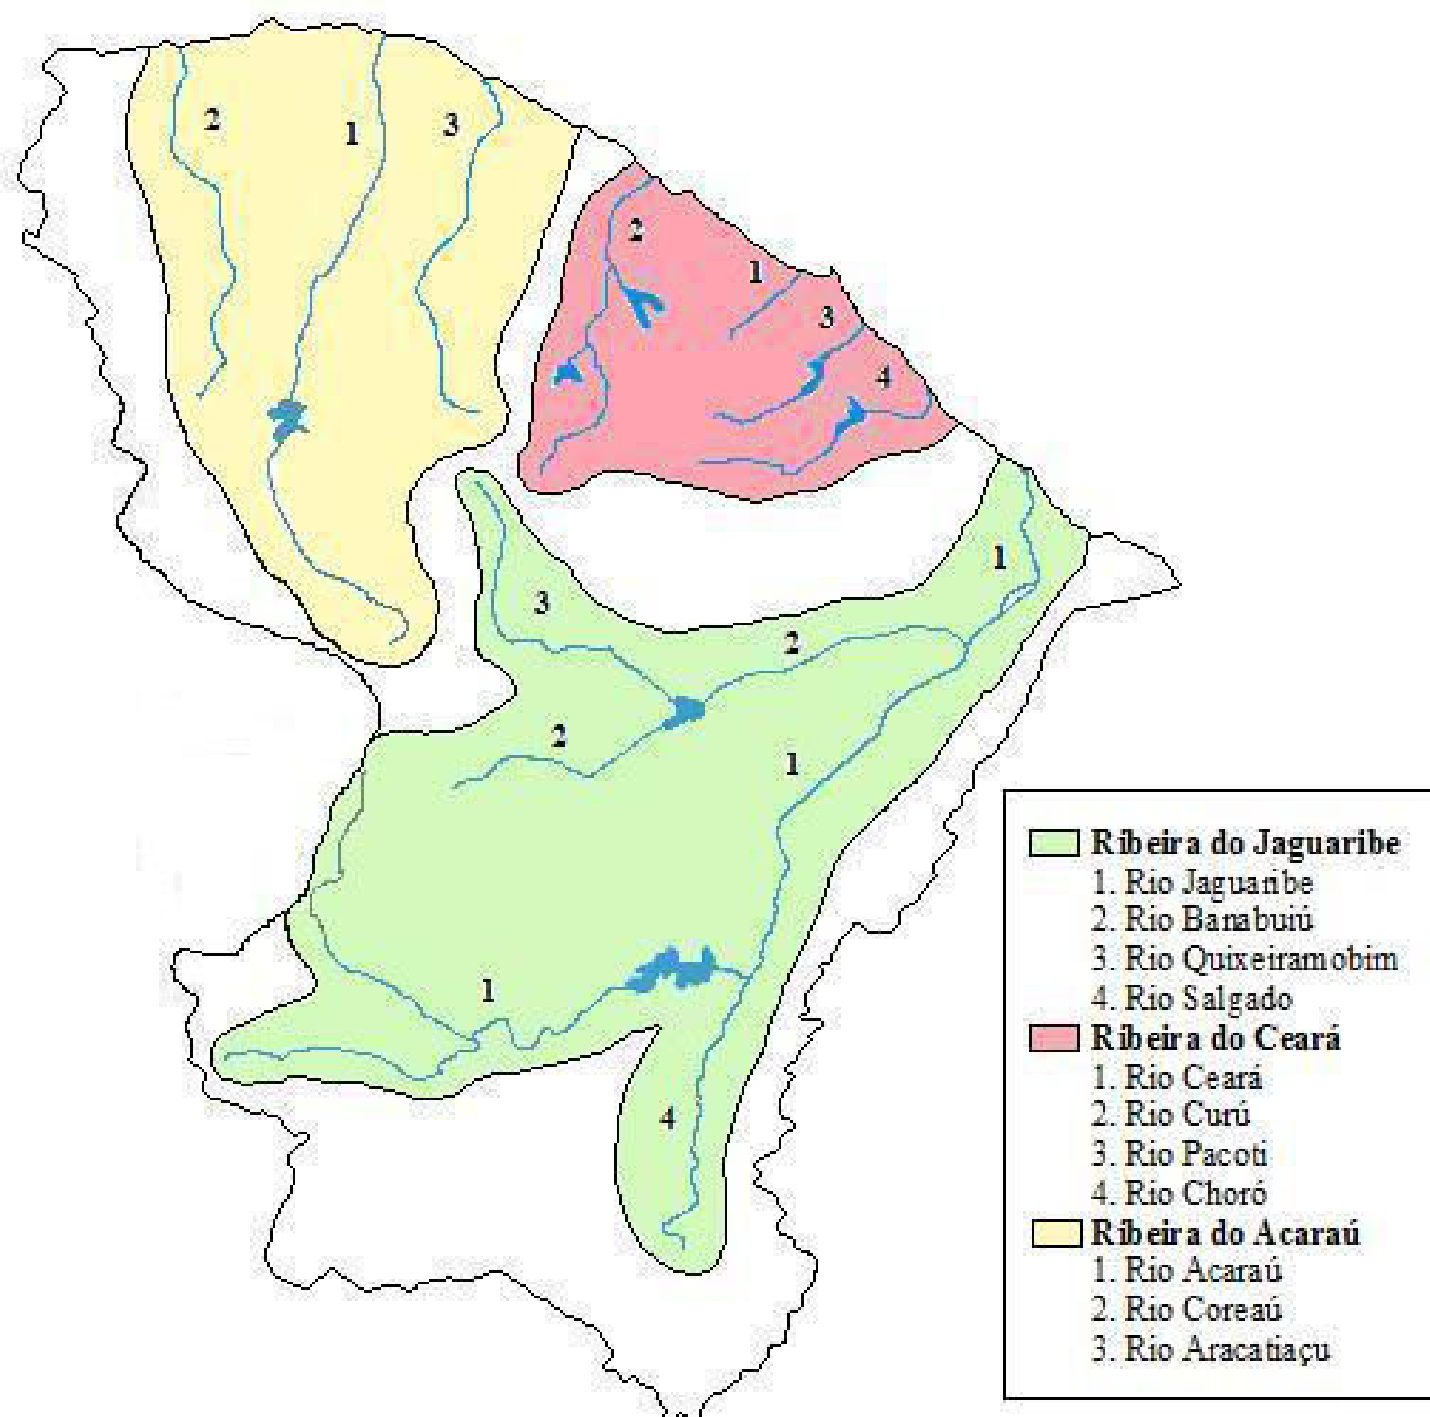 2
1
3
2
1
3
4
1
3
2
2
1
1
4
Ribeira do Jaguaribe
1. Rio Jaguaribe
2. Rio Banabuiú
3. Rio Quixeiramobim
4. Rio Salgado
Ribeira do Ceará
1. Rio Ceará
2. Rio Curú
3. Rio Pacoti
4. Rio Choró
Ribeira do Acaraú
1. Rio Acaraú
2. Rio Coreaú
3. Rio Aracatiaçu